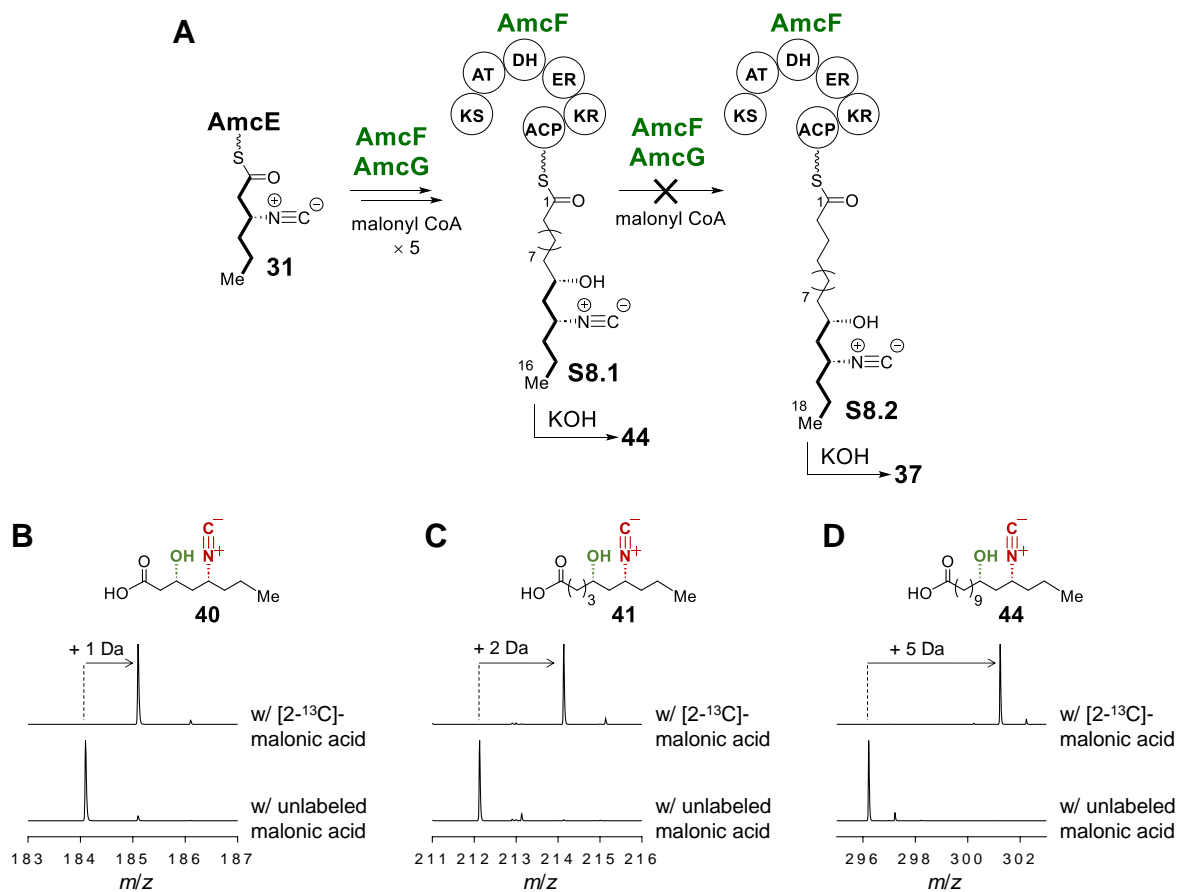 A
AmcF
AmcF
DH
AT
ER
KS
ACP
KR
DH
AT
ER
KS
ACP
KR
AmcE
AmcF
AmcG
malonyl CoA
× 5
AmcF
AmcG
malonyl CoA
S
O
N≡C
+
−
Me
31
S
1
O
7
OH
N≡C
+
−
16
Me
S8.1
KOH
44
S
1
O
7
OH
N≡C
+
−
18
Me
S8.2
KOH
37
B
C
−
N
+
OH
O
HO
Me
40
+ 1 Da
w/ [2-¹³C]-
malonic acid
w/ unlabeled
malonic acid
183 184 185 186 187
m/z
C
C
−
N
+
OH
O
HO
3
Me
41
+ 2 Da
w/ [2-¹³C]-
malonic acid
w/ unlabeled
malonic acid
211 212 213 214 215 216
m/z
D
C
−
N
+
OH
O
HO
9
Me
44
+ 5 Da
w/ [2-¹³C]-
malonic acid
w/ unlabeled
malonic acid
296 298 300 302
m/z